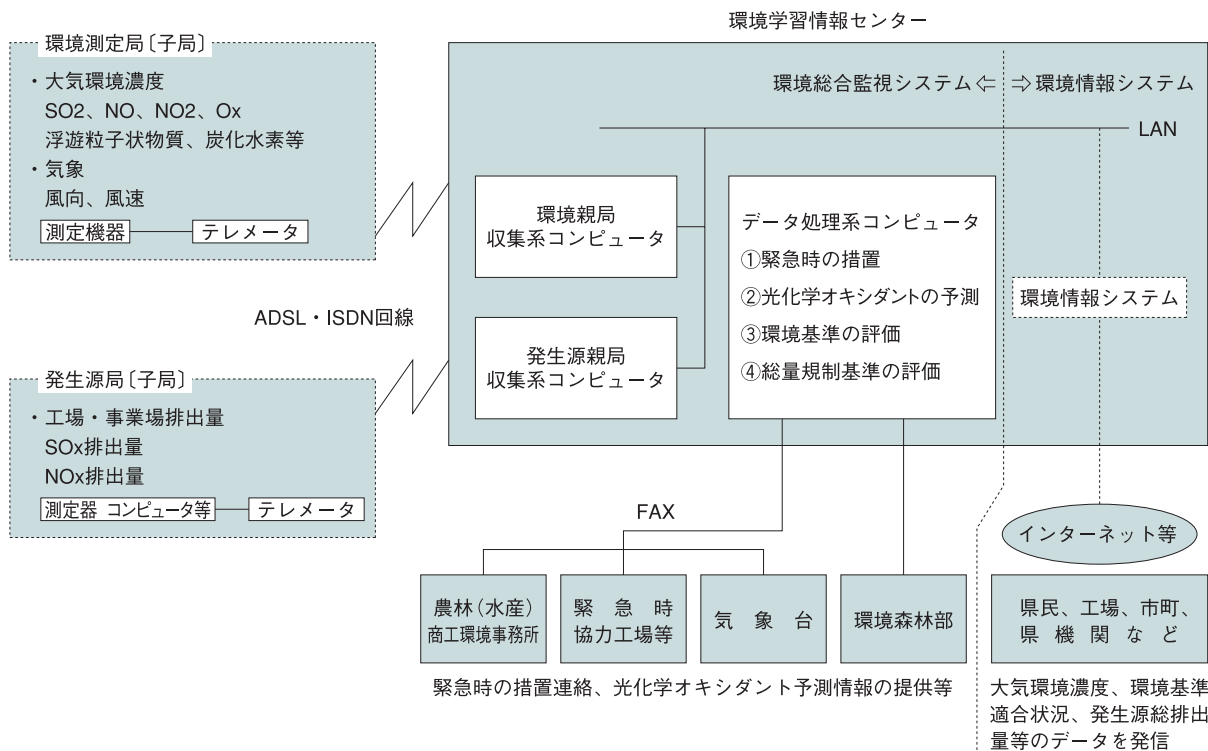 環境学習情報センター
環境測定局〔子局〕
・大気環境濃度
SO2、NO、NO2、Ox
浮遊粒子状物質、炭化水素等
・気象
風向、風速
測定機器 テレメータ
ADSL・ISDN回線
発生源局〔子局〕
・工場・事業場排出量
SOx排出量
NOx排出量
測定器 コンピュータ等 テレメータ
環境総合監視システム⇐ ⇒環境情報システム
LAN
環境親局
収集系コンピュータ
発生源親局
収集系コンピュータ
データ処理系コンピュータ
①緊急時の措置
②光化学オキシダントの予測
③環境基準の評価
④総量規制基準の評価
環境情報システム
FAX
インターネット等
農林(水産)
商工環境事務所
緊急時
協力工場等
気象台
環境森林部
県民、工場、市町、
県機関など
緊急時の措置連絡、光化学オキシダント予測情報の提供等
大気環境濃度、環境基準
適合状況、発生源総排出
量等のデータを発信